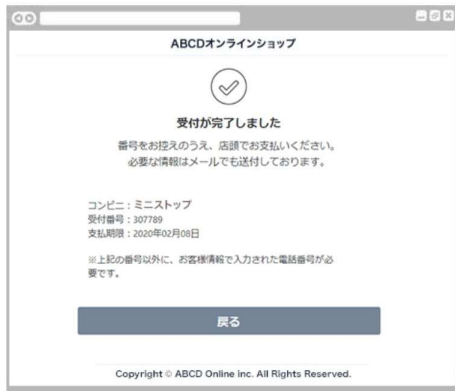 ABCDオンラインショップ
受付が完了しました
番号をお控えのうえ、店頭でお支払いください。
必要な情報はメールでも送付しております。
コンビニ：ミニストップ
受付番号：307789
支払期限：2020年02月08日
※上記の番号以外に、お客様情報で入力された電話番号が必
要です。
戻る
Copyright © ABCD Online inc. All Rights Reserved.